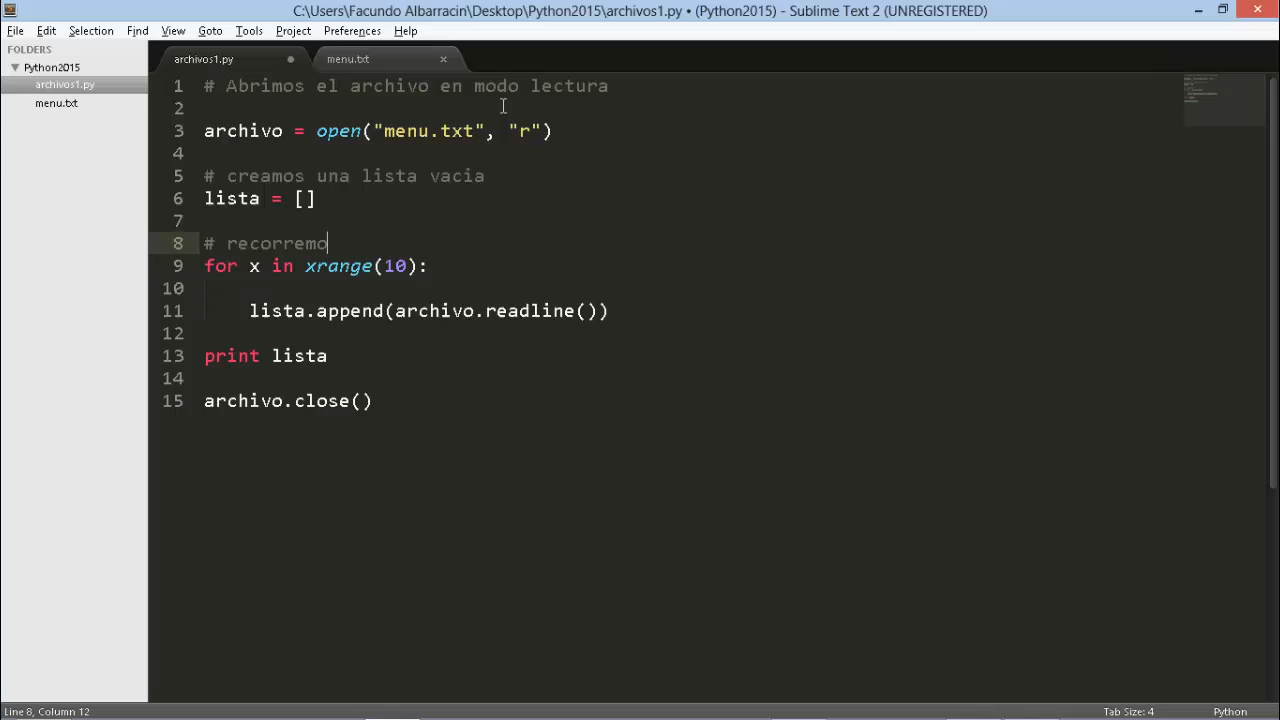 C:\Users\Facundo Albaracin\Desktop\Python2015\archivos1.py • (Python2015) - Sublime Text 2 (UNREGISTERED)
File Edit Selection Find View Goto Tools Project Preferences Help
FOLDERS
Python2015
archivos1.py
menu.txt
archivos1.py
menu.txt
1 # Abrimos el archivo en modo lectura
2
3 archivo = open("menu.txt", "r")
4
5 # creamos una lista vacia
6 lista = []
7
8 # recorremo
9 for x in xrange(10):
10
11 lista.append(archivo.readline())
12
13 print lista
14
15 archivo.close()
Line 8, Column 12
Tab Size: 4
Python